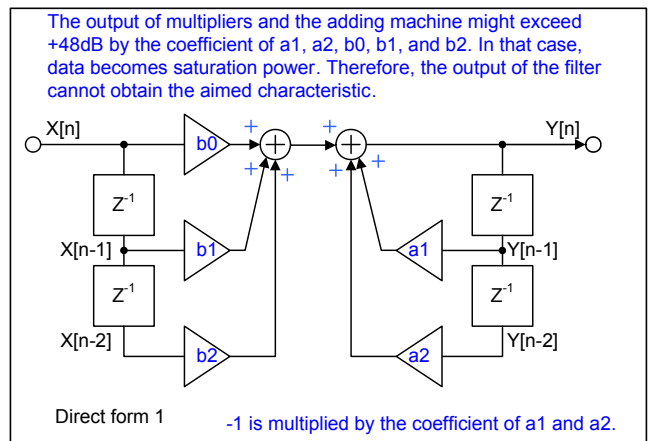 The output of multipliers and the adding machine might exceed
+48dB by the coefficient of a1, a2, b0, b1, and b2. In that case,
data becomes saturation power. Therefore, the output of the filter
cannot obtain the aimed characteristic.
X[n] b0 + + Y[n]
+ + + +
Z-1 Z-1
X[n-1] b1 a1 Y[n-1]
Z-1 Z-1
X[n-2] b2 a2 Y[n-2]
Direct form 1
-1 is multiplied by the coefficient of a1 and a2.